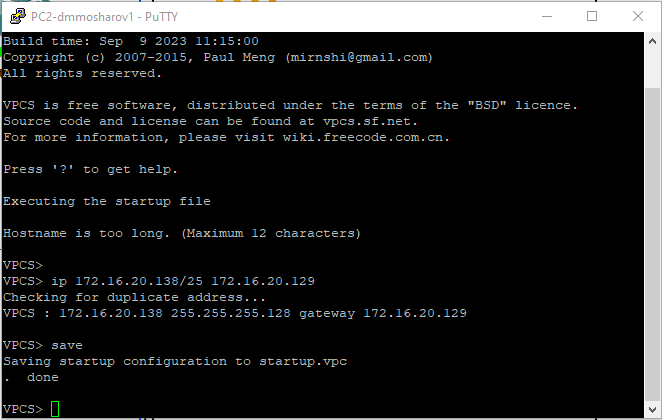 PC2-dmmosharov1 - PuTTY
Build time: Sep  9 2023 11:15:00
Copyright (c) 2007-2015, Paul Meng (mirnshi@gmail.com)
All rights reserved.
VPCS is free software, distributed under the terms of the "BSD" licence.
Source code and license can be found at vpcs.sf.net.
For more information, please visit wiki.freecode.com.cn.
Press '?' to get help.
Executing the startup file
Hostname is too long. (Maximum 12 characters)
VPCS>
VPCS> ip 172.16.20.138/25 172.16.20.129
Checking for duplicate address...
VPCS : 172.16.20.138 255.255.255.128 gateway 172.16.20.129
VPCS> save
Saving startup configuration to startup.vpc
.  done
VPCS>